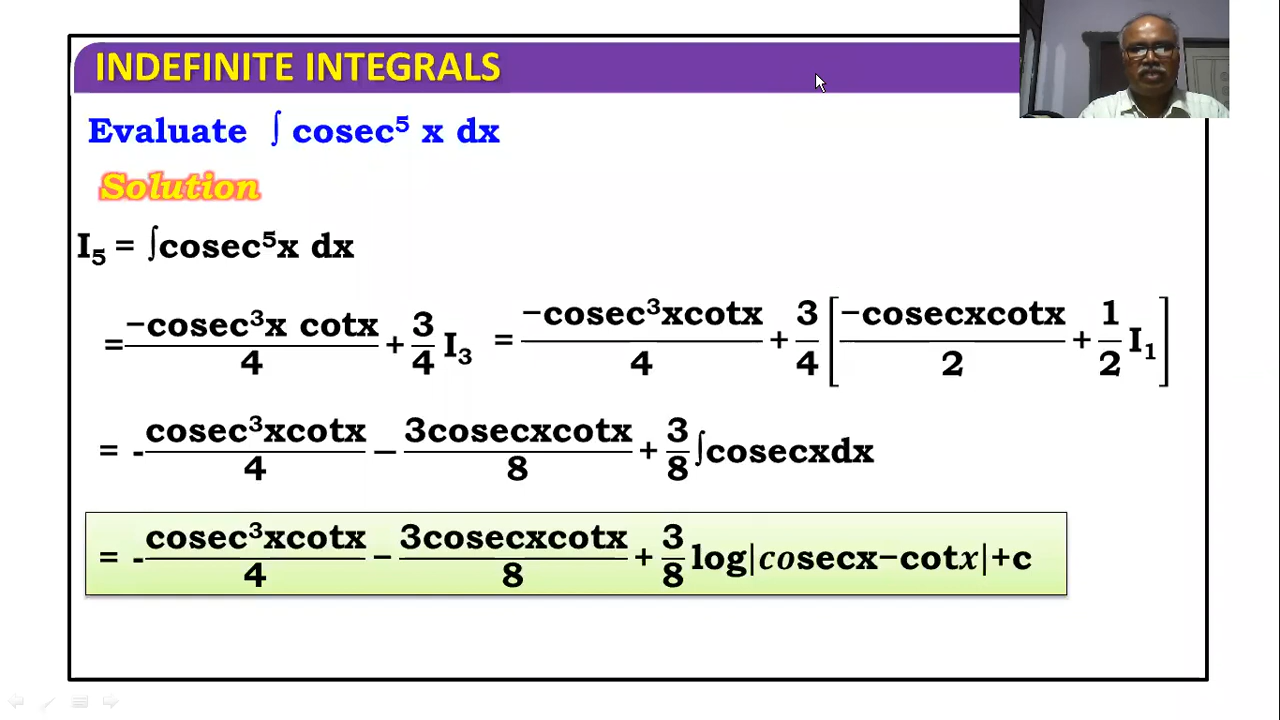 INDEFINITE INTEGRALS
Evaluate ∫ cosec⁵ x dx
Solution
I₅ = ∫cosec⁵x dx
= −cosec³x cotx / 4 + 3/4 I₃ = −cosec³xcotx / 4 + 3/4 [ −cosecxcotx / 2 + 1/2 I₁ ]
= - cosec³xcotx / 4 − 3cosecxcotx / 8 + 3/8 ∫cosecxdx
= - cosec³xcotx / 4 − 3cosecxcotx / 8 + 3/8 log|cosecx−cotx|+c